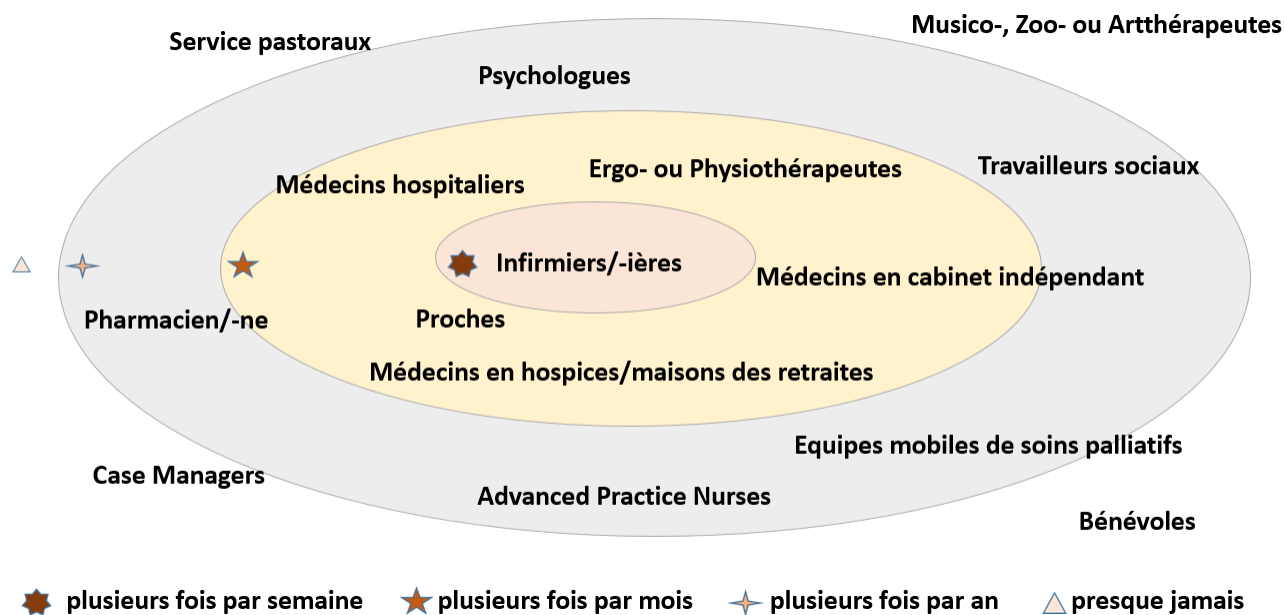 Musico-, Zoo- ou Artthérapeutes
Service pastoraux
Psychologues
Travailleurs sociaux
Ergo- ou Physiothérapeutes
Médecins hospitaliers
Infirmiers/-ières
Médecins en cabinet indépendant
Pharmacien/-ne
Proches
Médecins en hospices/maisons des retraites
Equipes mobiles de soins palliatifs
Case Managers
Advanced Practice Nurses
Bénévoles
plusieurs fois par semaine
plusieurs fois par mois
plusieurs fois par an
presque jamais